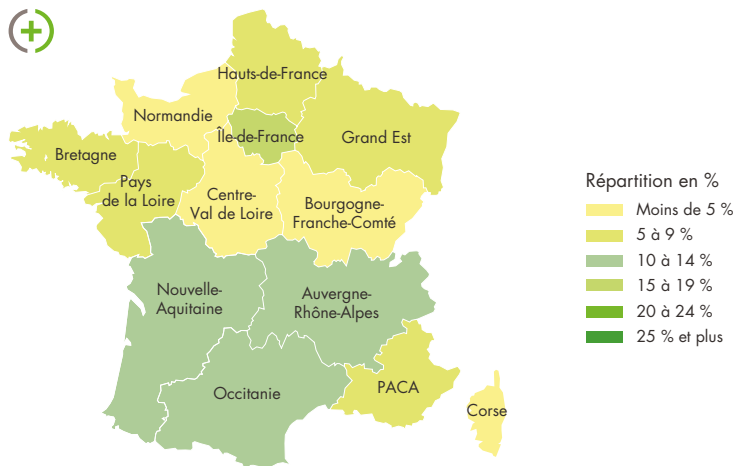 Hauts-de-France
Normandie
Île-de-France
Grand Est
Bretagne
Pays
de la Loire
Centre-
Val de Loire
Bourgogne-
Franche-Comté
Nouvelle-
Aquitaine
Auvergne-
Rhône-Alpes
Occitanie
PACA
Corse
Répartition en %
Moins de 5 %
5 à 9 %
10 à 14 %
15 à 19 %
20 à 24 %
25 % et plus